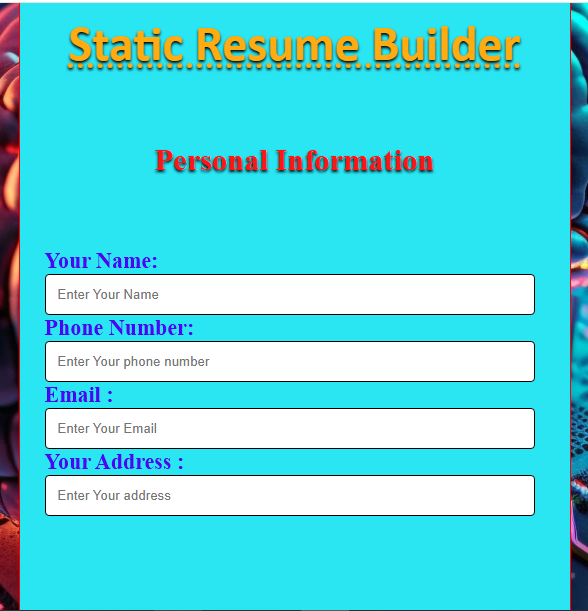 Static Resume Builder
Personal Information
Your Name:
Enter Your Name
Phone Number:
Enter Your phone number
Email :
Enter Your Email
Your Address :
Enter Your address